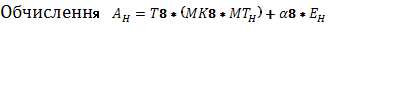 Обчислення A_H = T8 * (MK8 * MT_H) + α8 * E_H